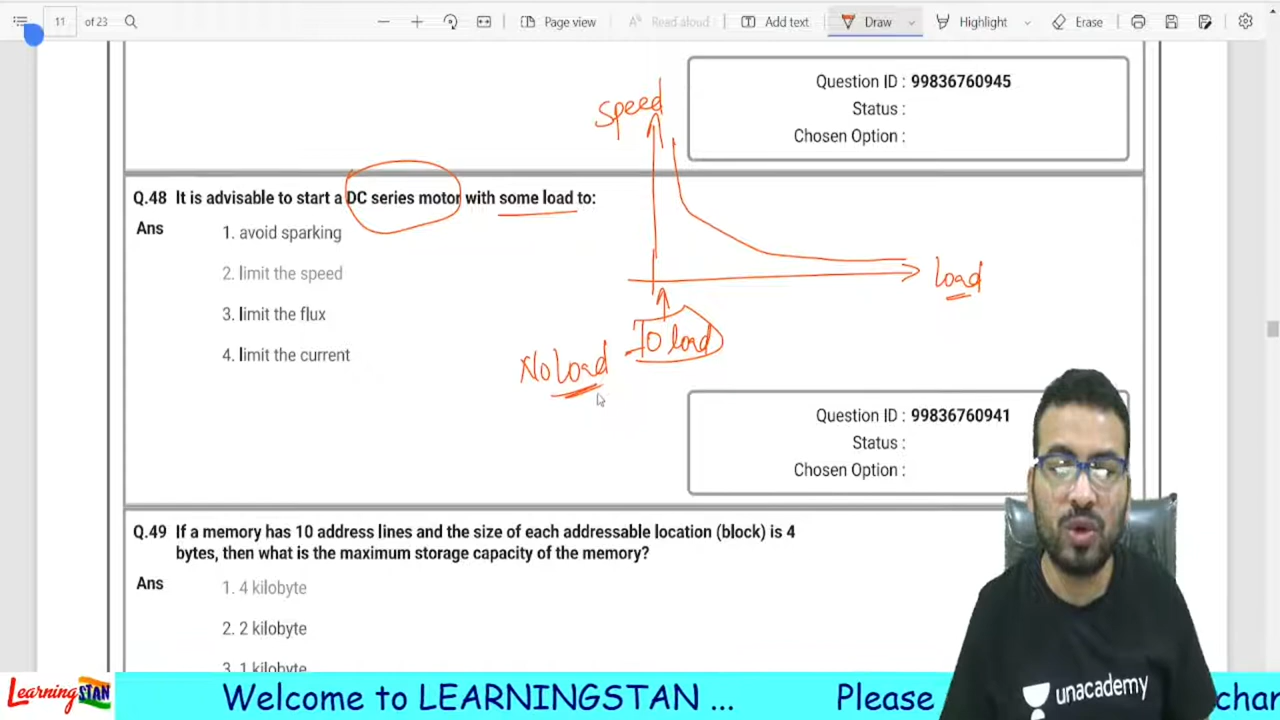 11 of 23
Page view
Read aloud
Add text
Draw
Highlight
Erase
Question ID : 99836760945
Status :
Chosen Option :
Speed
Q.48 It is advisable to start a DC series motor with some load to:
Ans
1. avoid sparking
2. limit the speed
3. limit the flux
4. limit the current
load
To load
No load
Question ID : 99836760941
Status :
Chosen Option :
Q.49 If a memory has 10 address lines and the size of each addressable location (block) is 4
bytes, then what is the maximum storage capacity of the memory?
Ans
1. 4 kilobyte
2. 2 kilobyte
3. 1 kilobyte
unacademy
Learning STAN
Welcome to LEARNINGSTAN ... Please